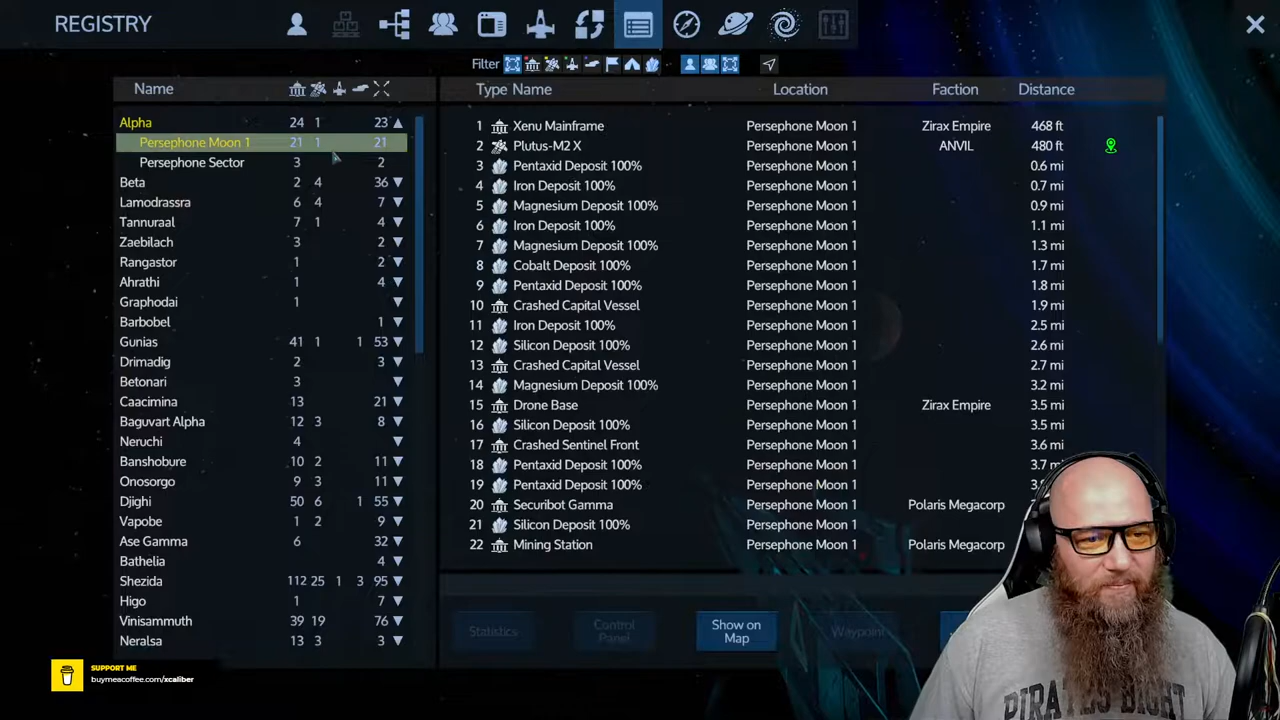 REGISTRY
Filter
Name
Type Name Location Faction Distance
Alpha 24 1 23
Persephone Moon 1 21 1 21
Persephone Sector 3 2
Beta 2 4 36
Lamodrassra 6 4 7
Tannuraal 7 1 4
Zaebilach 3 2
Rangastor 1 2
Ahrathi 1 4
Graphodai 1
Barbobel 1
Gunias 41 1 1 53
Drimadig 2 3
Betonari 3
Caacimina 13 21
Baguvart Alpha 12 3 8
Neruchi 4
Banshobure 10 2 11
Onosorgo 9 3 11
Djighi 50 6 1 55
Vapobe 1 2 9
Ase Gamma 6 32
Bathelia 4
Shezida 112 25 1 3 95
Higo 1 7
Vinisammuth 39 19 76
Neralsa 13 3 3
1 Xenu Mainframe Persephone Moon 1 Zirax Empire 468 ft
2 Plutus-M2 X Persephone Moon 1 ANVIL 480 ft
3 Pentaxid Deposit 100% Persephone Moon 1 0.6 mi
4 Iron Deposit 100% Persephone Moon 1 0.7 mi
5 Magnesium Deposit 100% Persephone Moon 1 0.9 mi
6 Iron Deposit 100% Persephone Moon 1 1.1 mi
7 Magnesium Deposit 100% Persephone Moon 1 1.3 mi
8 Cobalt Deposit 100% Persephone Moon 1 1.7 mi
9 Pentaxid Deposit 100% Persephone Moon 1 1.8 mi
10 Crashed Capital Vessel Persephone Moon 1 1.9 mi
11 Iron Deposit 100% Persephone Moon 1 2.5 mi
12 Silicon Deposit 100% Persephone Moon 1 2.6 mi
13 Crashed Capital Vessel Persephone Moon 1 2.7 mi
14 Magnesium Deposit 100% Persephone Moon 1 3.2 mi
15 Drone Base Persephone Moon 1 Zirax Empire 3.5 mi
16 Silicon Deposit 100% Persephone Moon 1 3.5 mi
17 Crashed Sentinel Front Persephone Moon 1 3.6 mi
18 Pentaxid Deposit 100% Persephone Moon 1 3.7 mi
19 Pentaxid Deposit 100% Persephone Moon 1
20 Securibot Gamma Persephone Moon 1 Polaris Megacorp
21 Silicon Deposit 100% Persephone Moon 1
22 Mining Station Persephone Moon 1 Polaris Megacorp
Statistics
Control
Panel
Show on
Map
Waypoint
SUPPORT ME
buymeacoffee.com/xcaliber
PIRATES